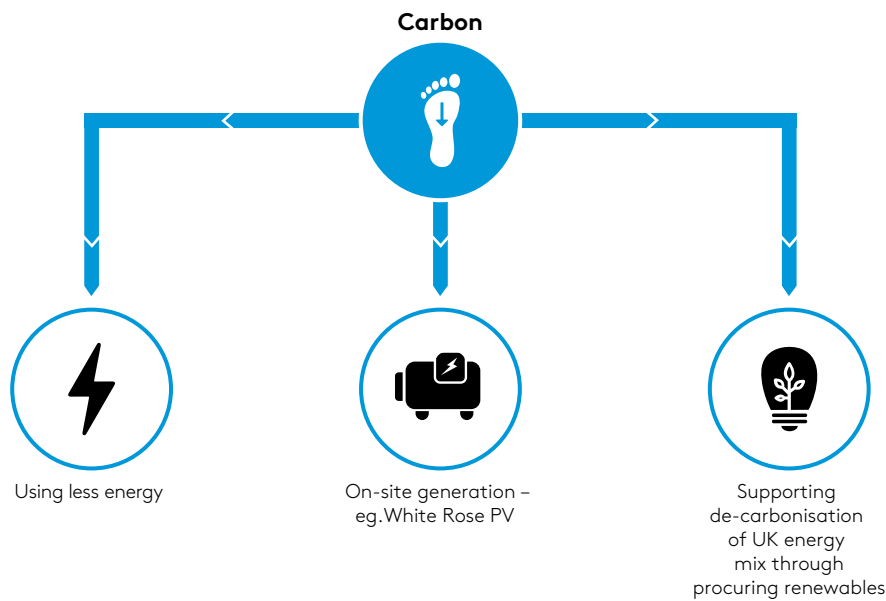 Carbon
Using less energy
On-site generation –
eg.White Rose PV
Supporting
de-carbonisation
of UK energy
mix through
procuring renewables